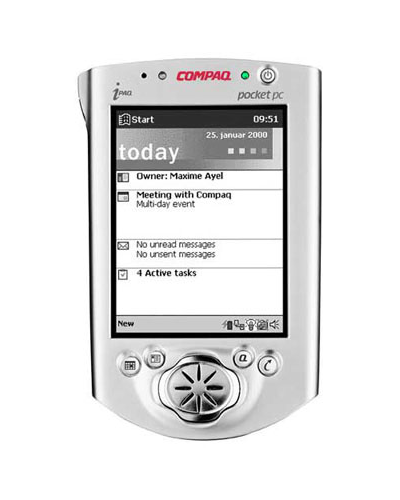 COMPAQ
iPAQ
pocket pc
Start 09:51
25. januar 2000
today
Owner: Maxime Ayel
Meeting with Compaq
Multi-day event
No unread messages
No unsent messages
4 Active tasks
New